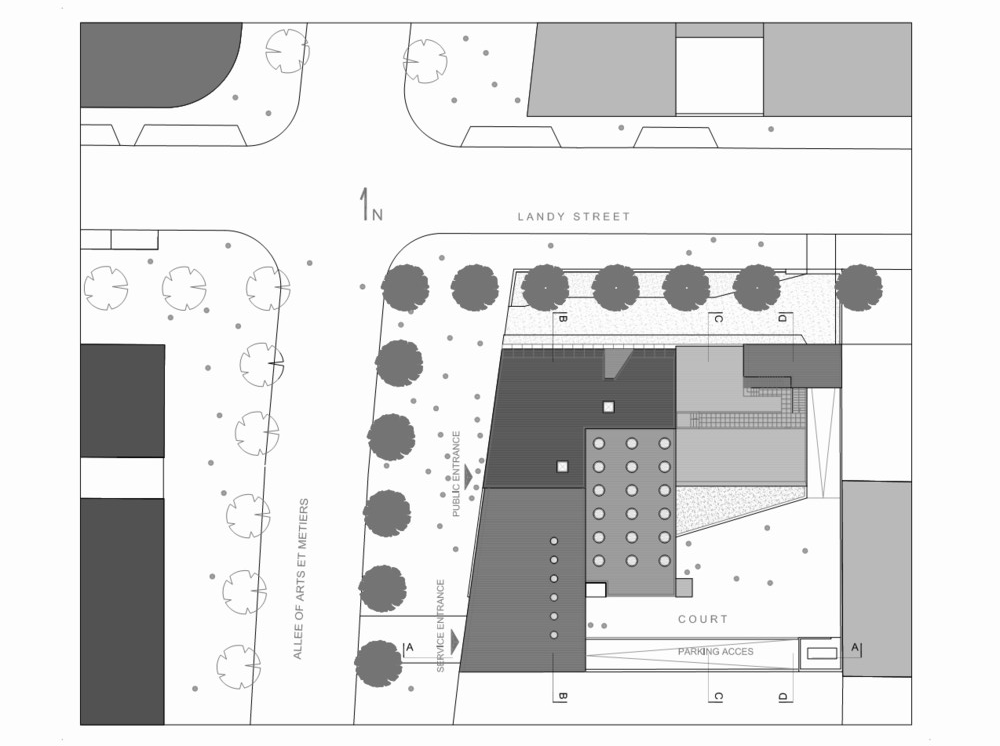 N
LANDY STREET
B
C
D
PUBLIC ENTRANCE
ALLEE OF ARTS ET METIERS
SERVICE ENTRANCE
COURT
A
PARKING ACCES
A
B
C
D